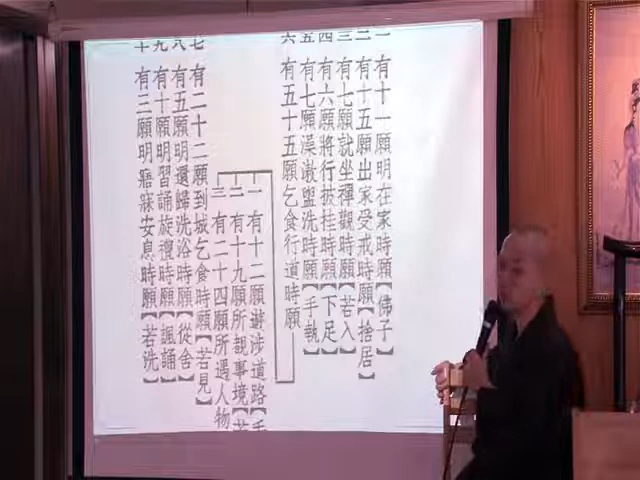 一 有十一願明在家時願【佛子】
二 有十五願出家受戒時願【捨居】
三 有七願就坐禪觀時願【若入】
四 有六願將行披挂時願【下足】
五 有七願澡漱盥洗時願【手執】
六 有五十五願乞食行道時願
一 有十二願遊涉道路【手
二 有十九願所覩事境【若
三 有二十四願所遇人物
七 有二十二願到城乞食時願【若見】
八 有五願明還歸洗浴時願【從舍】
九 有十願明習誦旋禮時願【諷誦】
十 有三願明寤寐安息時願【若洗】